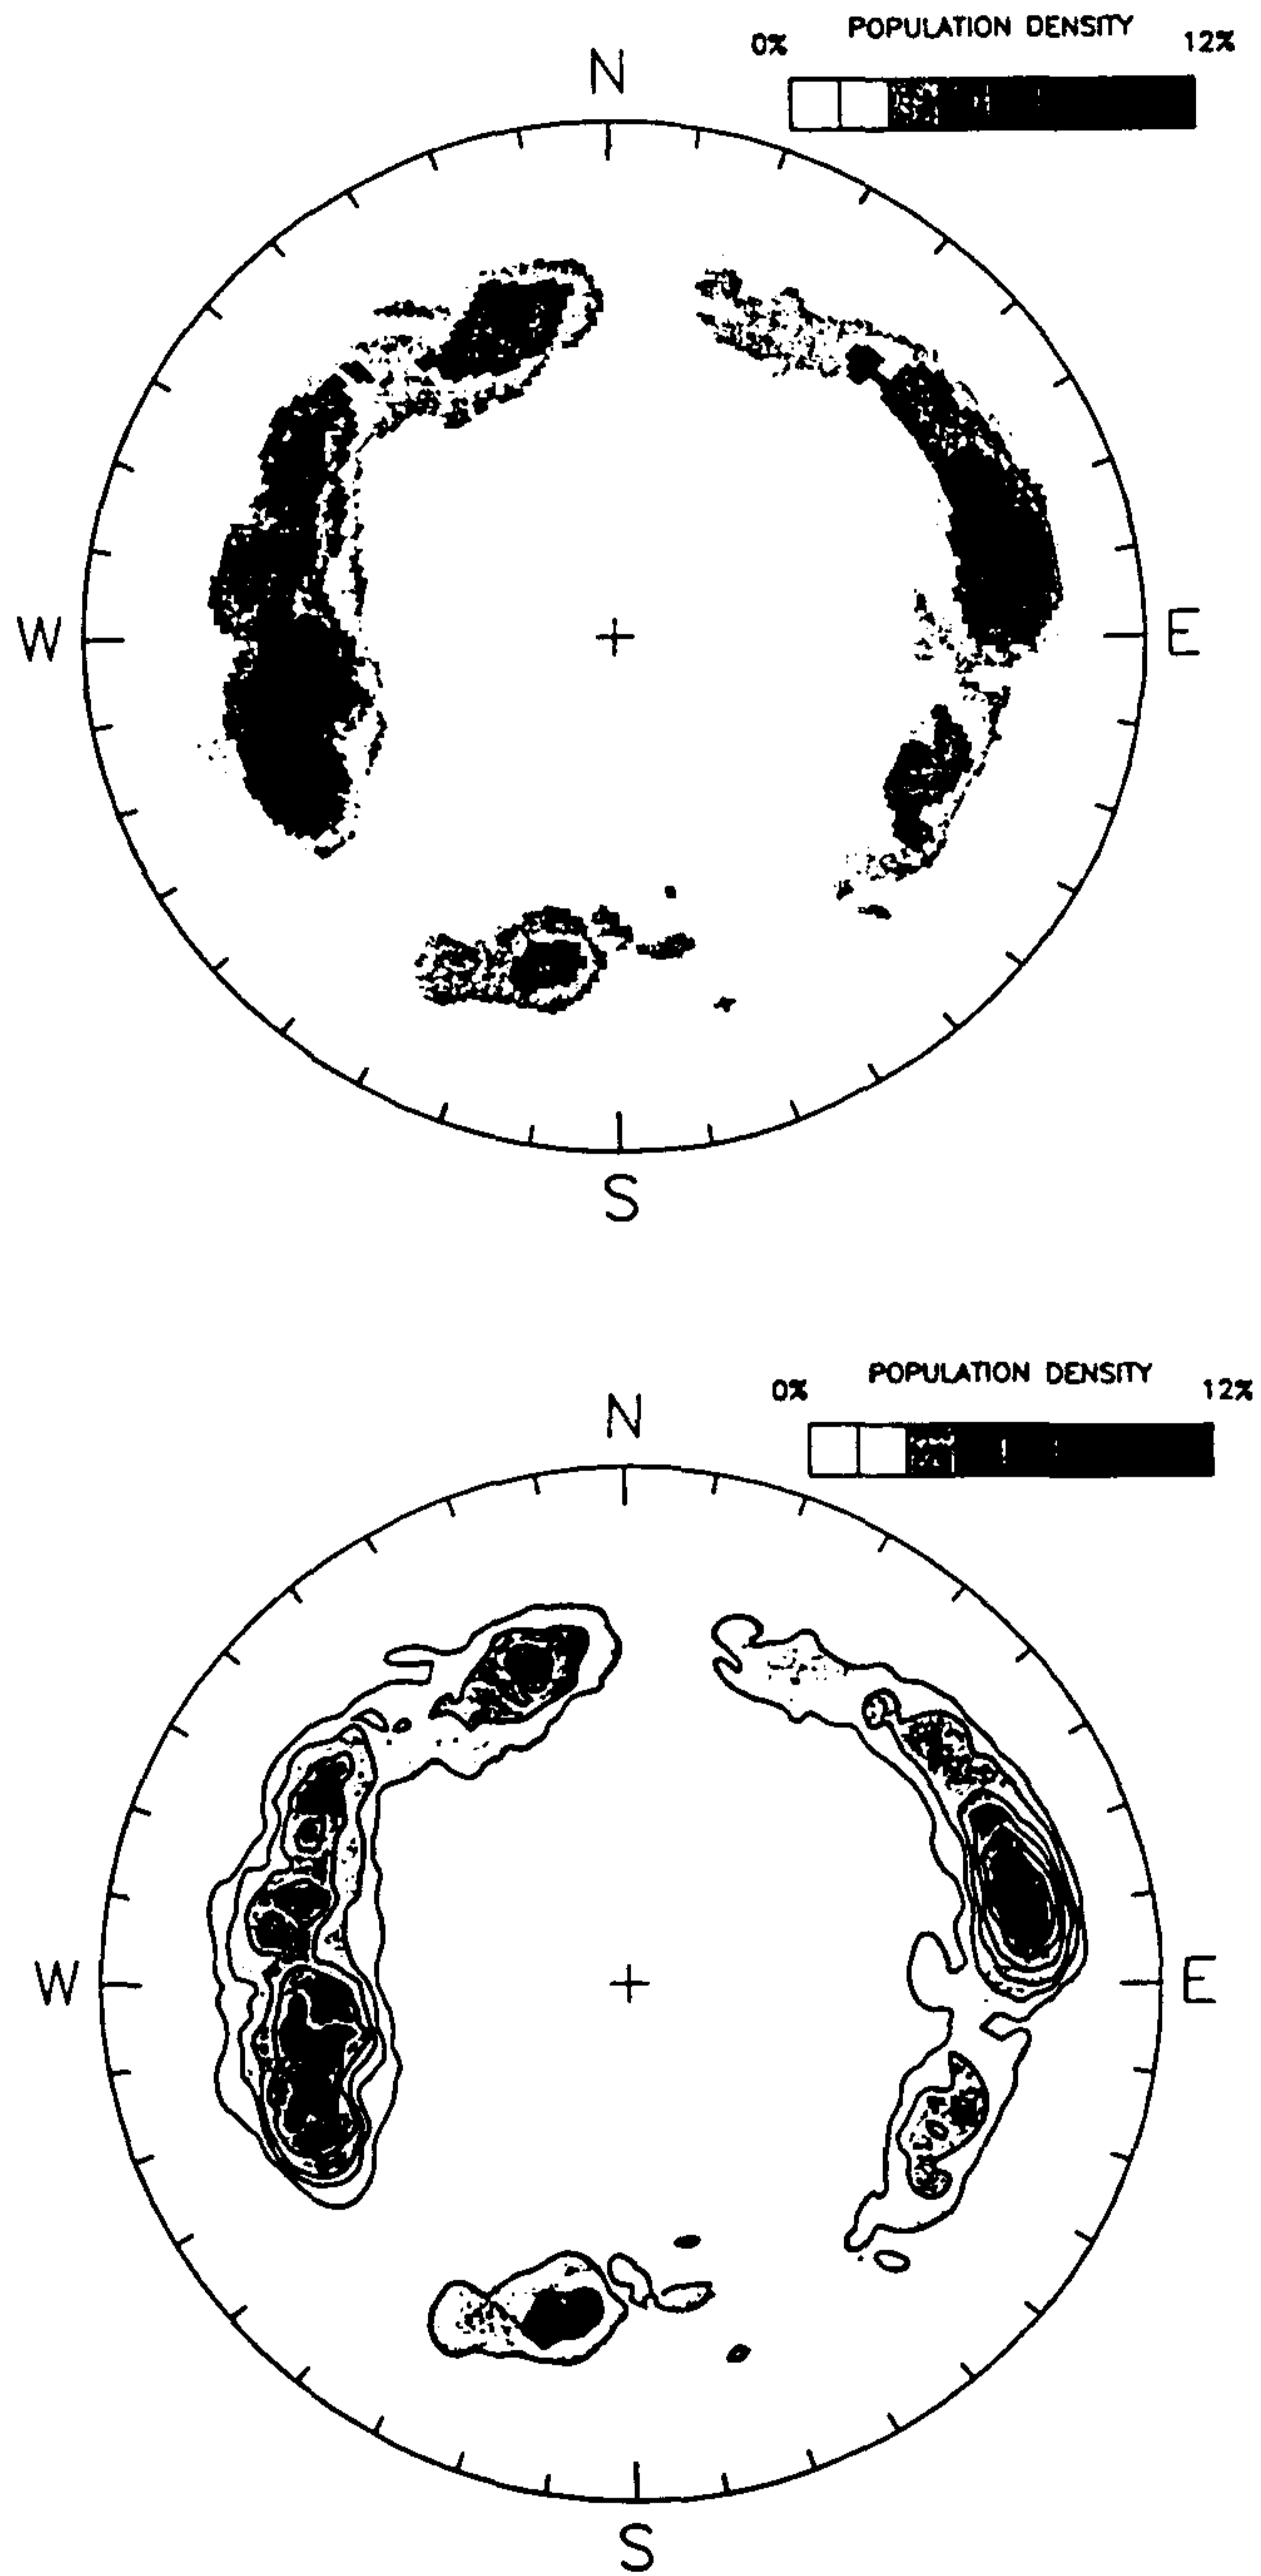 POPULATION DENSITY
0% 12%
N
W E
S
POPULATION DENSITY
0% 12%
N
W E
S